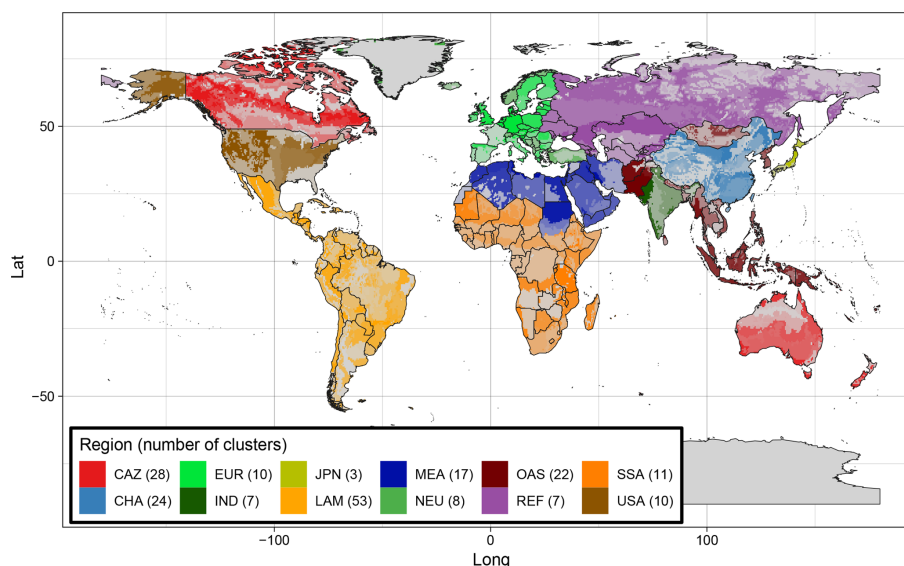 50
0
−50
Lat
Region (number of clusters)
CAZ (28) EUR (10) JPN (3) MEA (17) OAS (22) SSA (11)
CHA (24) IND (7) LAM (53) NEU (8) REF (7) USA (10)
−100 0 100
Long